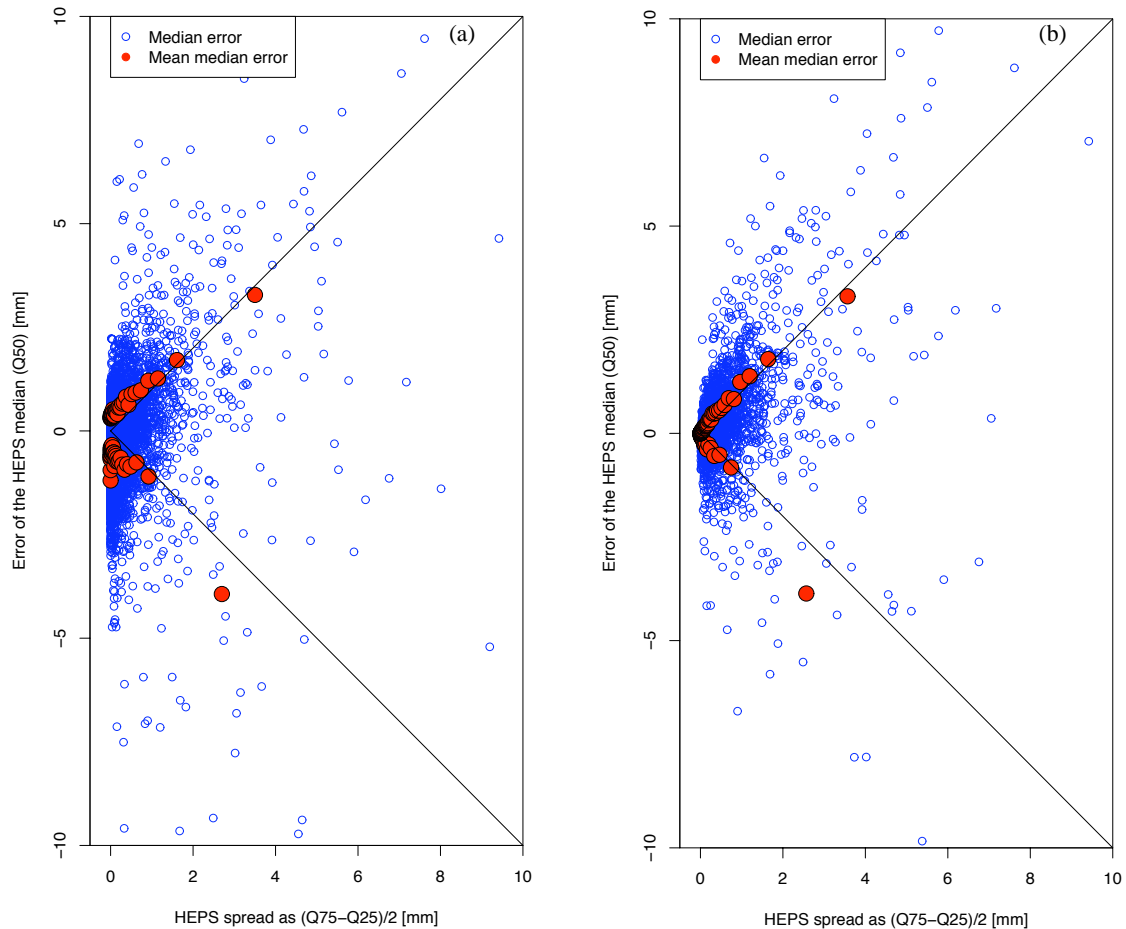 (a)
Median error
Mean median error
10
5
0
−5
−10
Error of the HEPS median (Q50) [mm]
0 2 4 6 8 10
HEPS spread as (Q75−Q25)/2 [mm]
(b)
Median error
Mean median error
10
5
0
−5
−10
Error of the HEPS median (Q50) [mm]
0 2 4 6 8 10
HEPS spread as (Q75−Q25)/2 [mm]